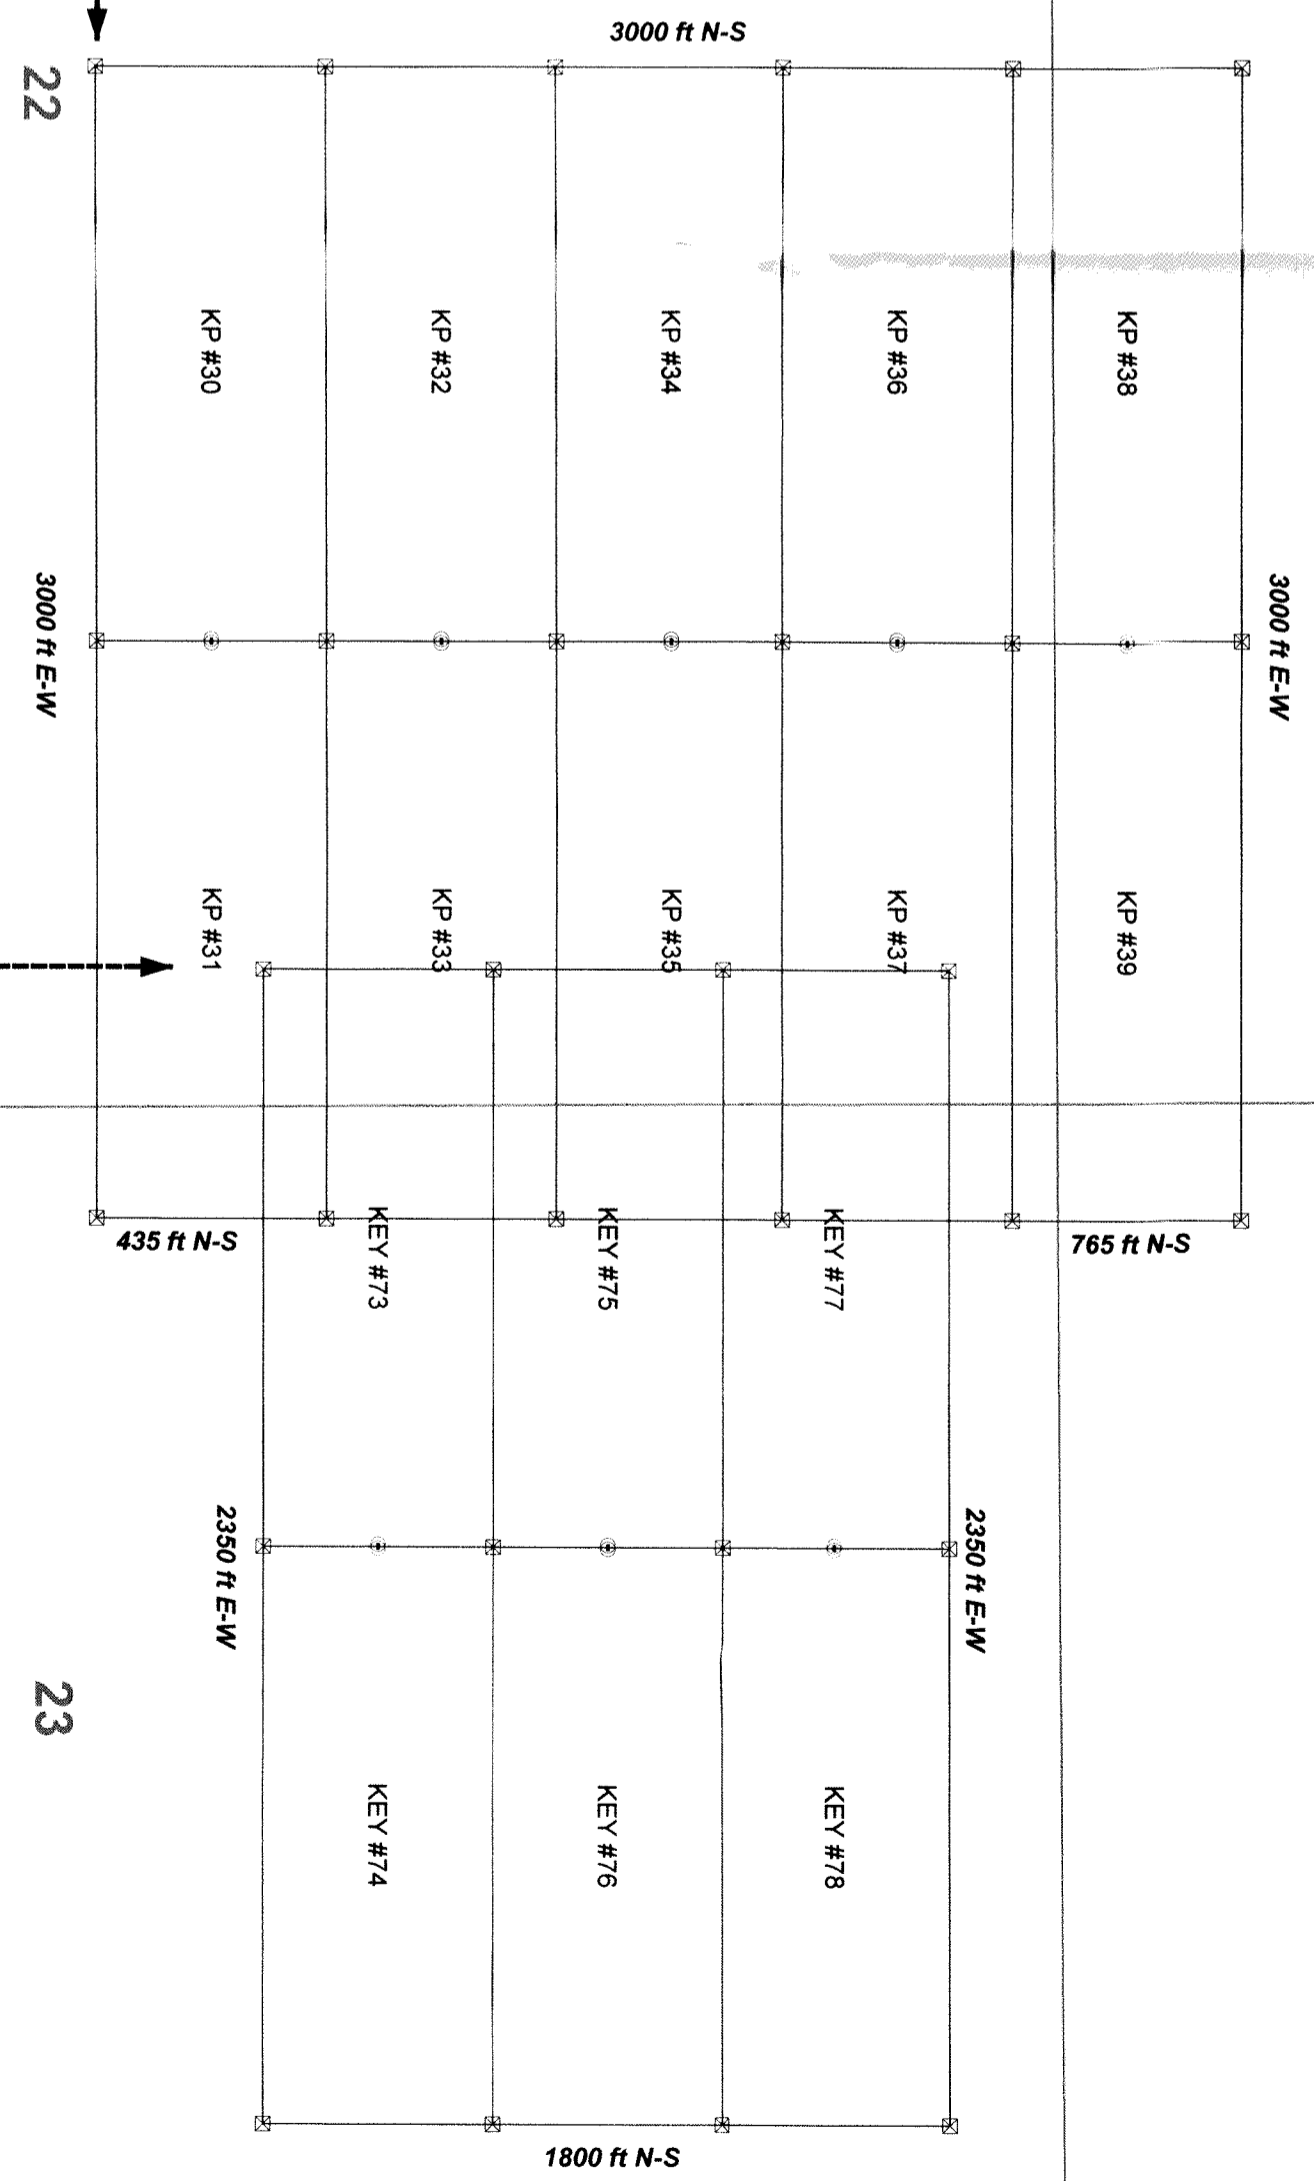 3000 ft N-S
22
KP #30
KP #32
KP #34
KP #36
KP #38
3000 ft E-W
3000 ft E-W
KP #31
KP #33
KP #35
KP #37
KP #39
435 ft N-S
765 ft N-S
KEY #73
KEY #75
KEY #77
2350 ft E-W
2350 ft E-W
23
KEY #74
KEY #76
KEY #78
1800 ft N-S